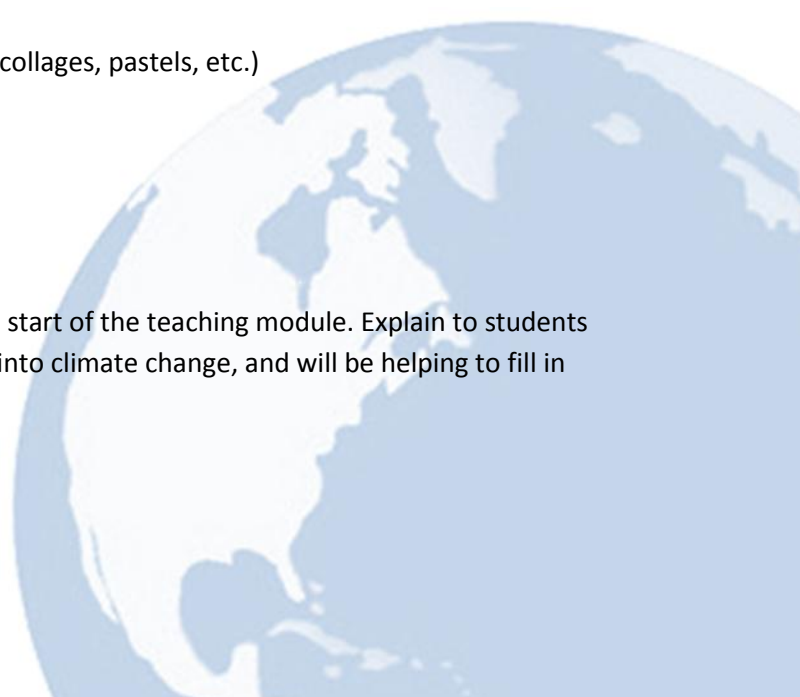 collages, pastels, etc.)
start of the teaching module. Explain to students
into climate change, and will be helping to fill in